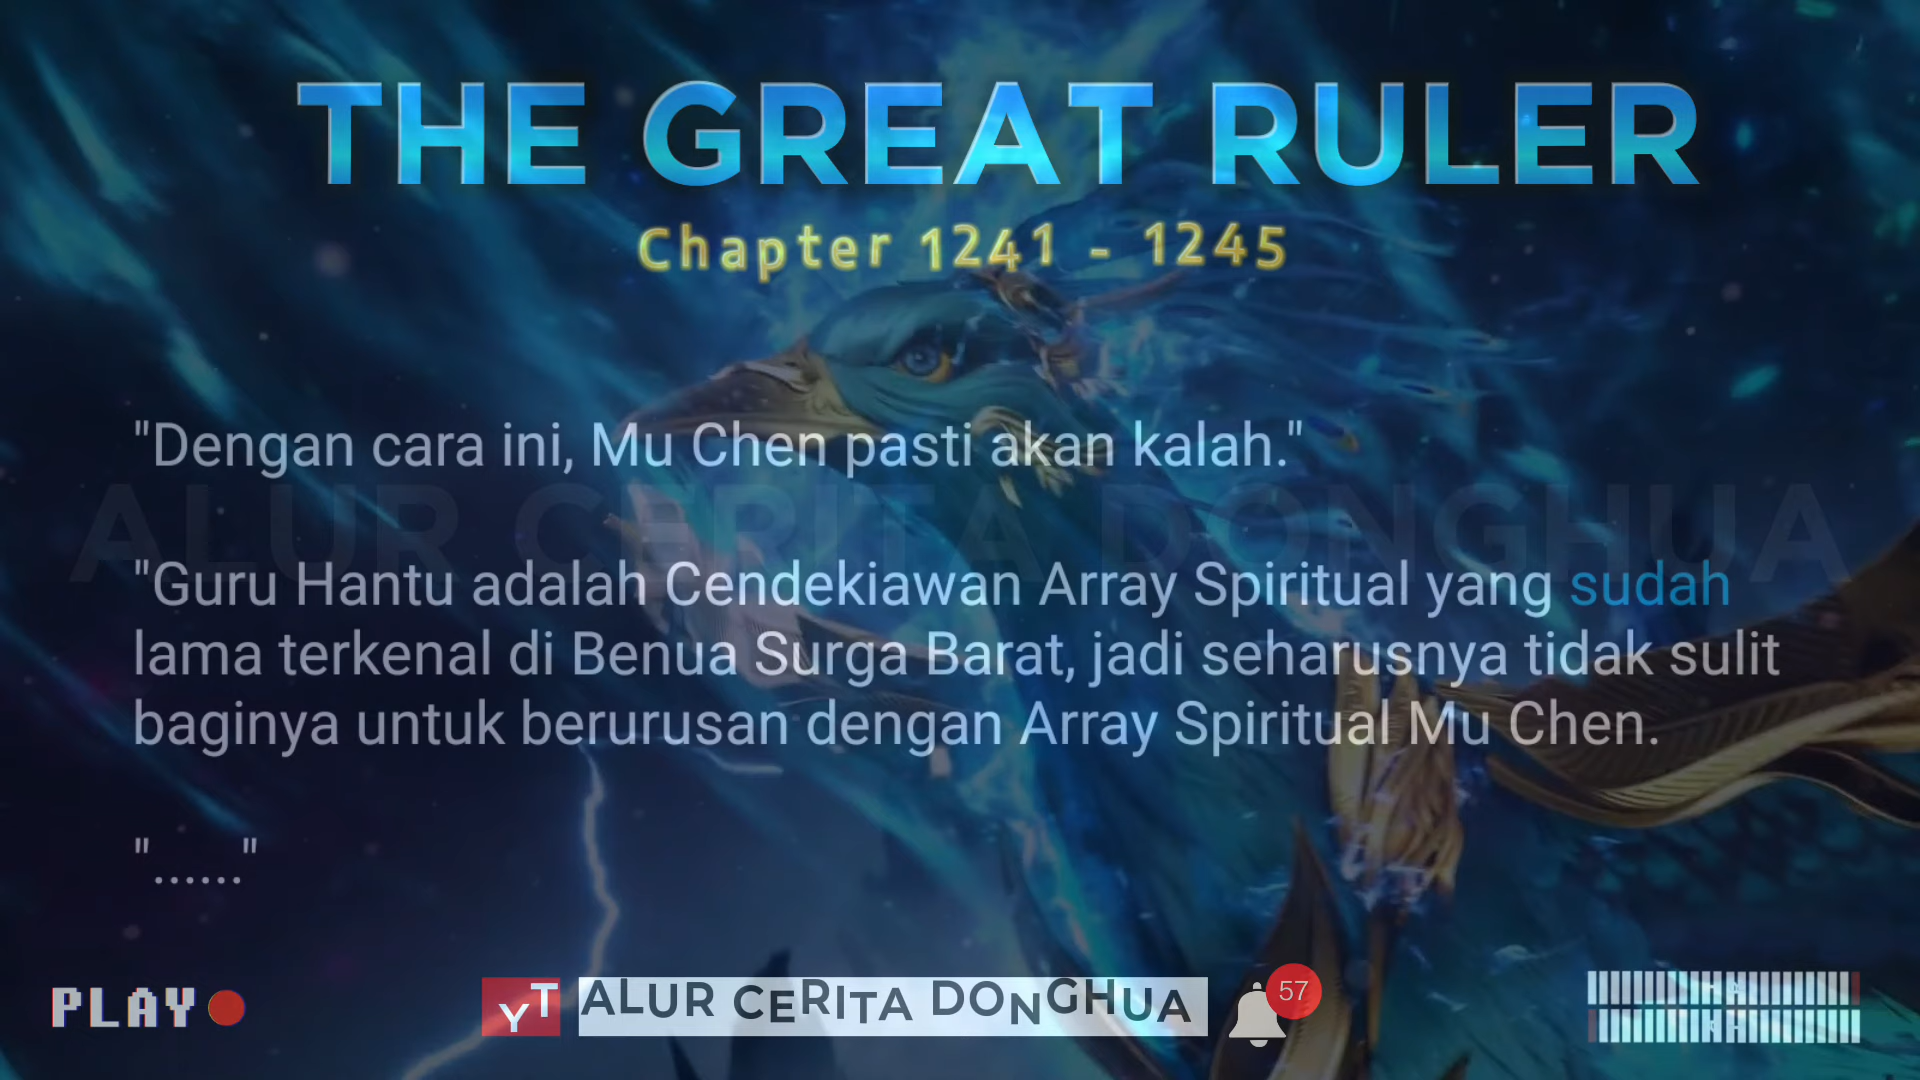 THE GREAT RULER
Chapter 1241 - 1245
"Dengan cara ini, Mu Chen pasti akan kalah."
ALUR CERITA DONGHUA
"Guru Hantu adalah Cendekiawan Array Spiritual yang sudah
lama terkenal di Benua Surga Barat, jadi seharusnya tidak sulit
baginya untuk berurusan dengan Array Spiritual Mu Chen.
"......"
PLAY
YT ALUR CERITA DONGHUA
57